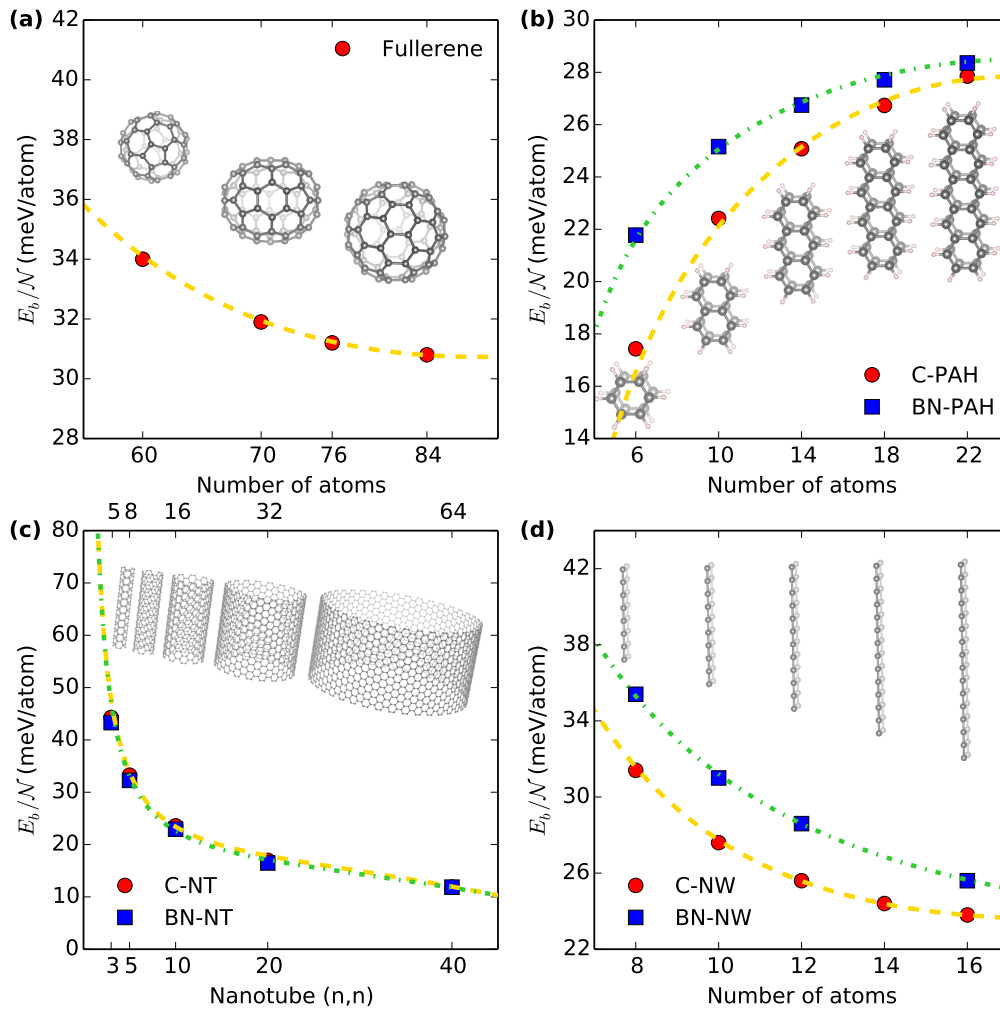 (a)
42
40
38
36
34
32
30
28
E_b/N (meV/atom)
Fullerene
60 70 76 84
Number of atoms
(b)
30
28
26
24
22
20
18
16
14
E_b/N (meV/atom)
C-PAH
BN-PAH
6 10 14 18 22
Number of atoms
(c)
5 8 16 32 64
80
70
60
50
40
30
20
10
0
E_b/N (meV/atom)
C-NT
BN-NT
3 5 10 20 40
Nanotube (n,n)
(d)
42
38
34
30
26
22
E_b/N (meV/atom)
C-NW
BN-NW
8 10 12 14 16
Number of atoms